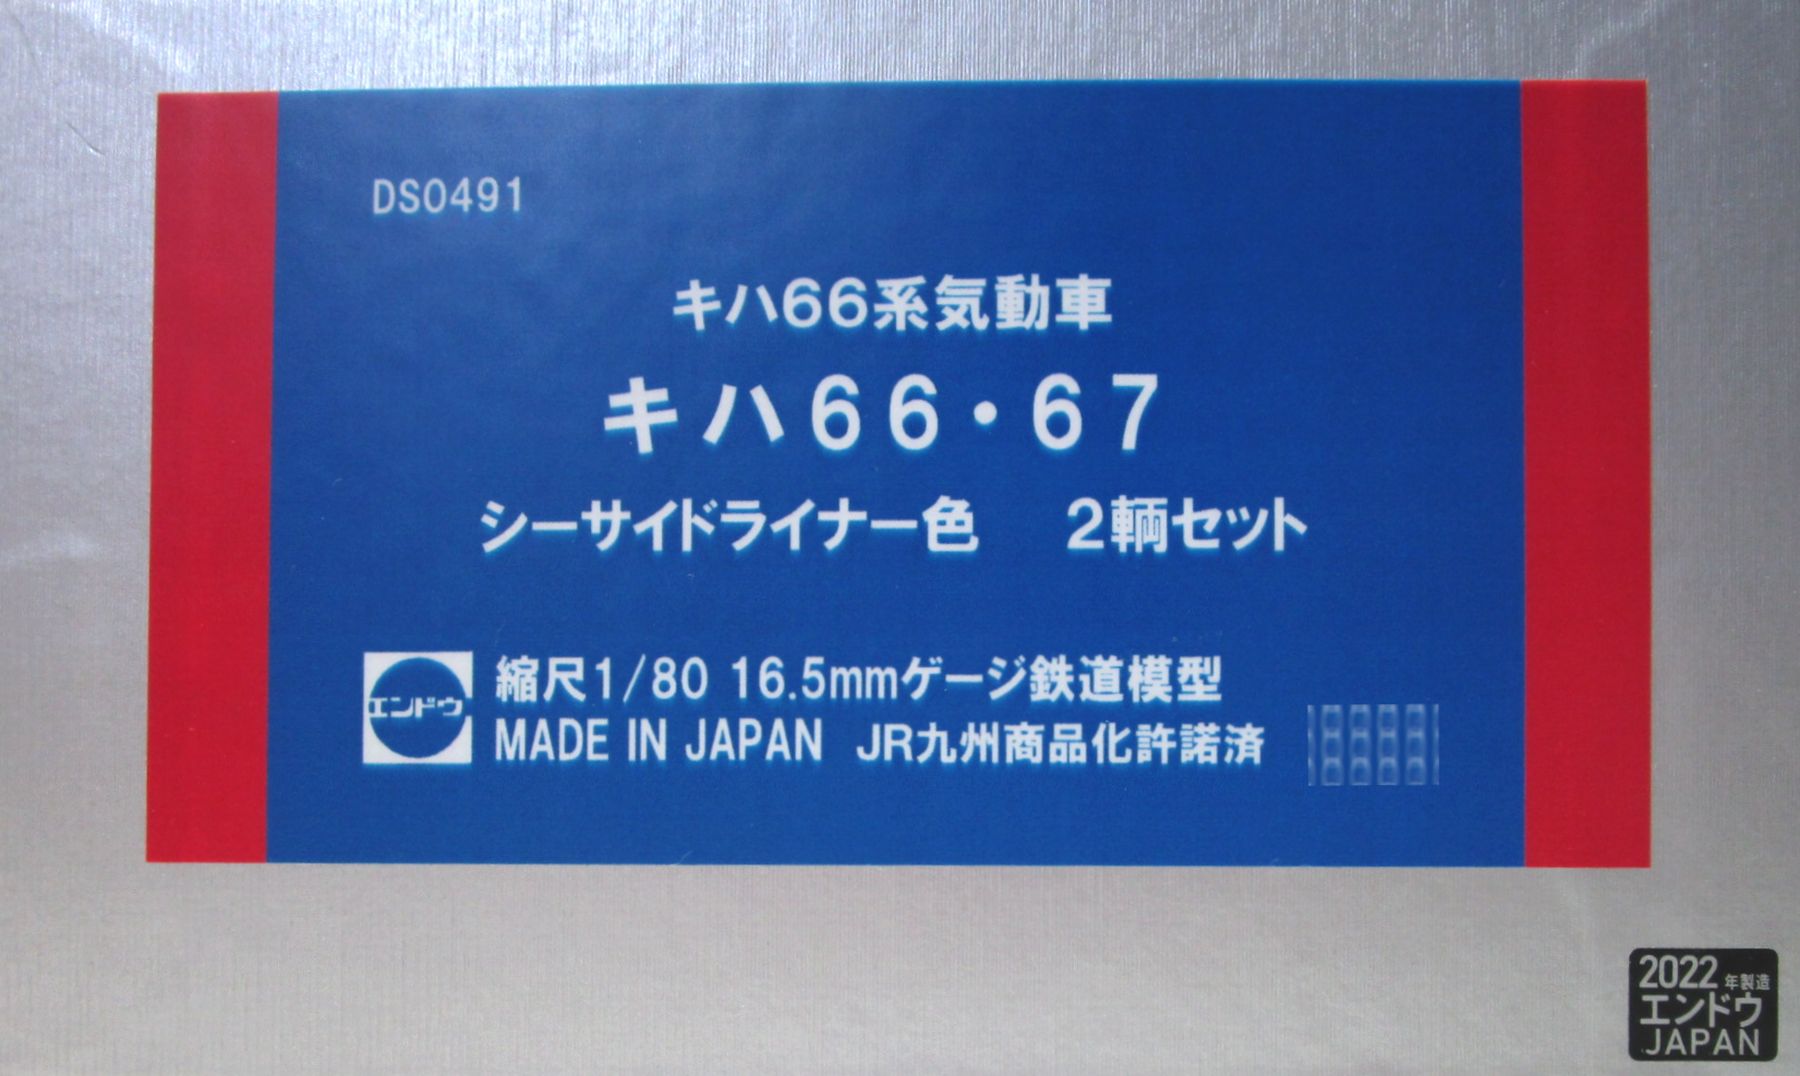 DS0491
キハ66系気動車
キハ66・67
シーサイドライナー色　2輌セット
エンドウ
縮尺1/80 16.5mmゲージ鉄道模型
MADE IN JAPAN JR九州商品化許諾済
2022年製造
エンドウ
JAPAN